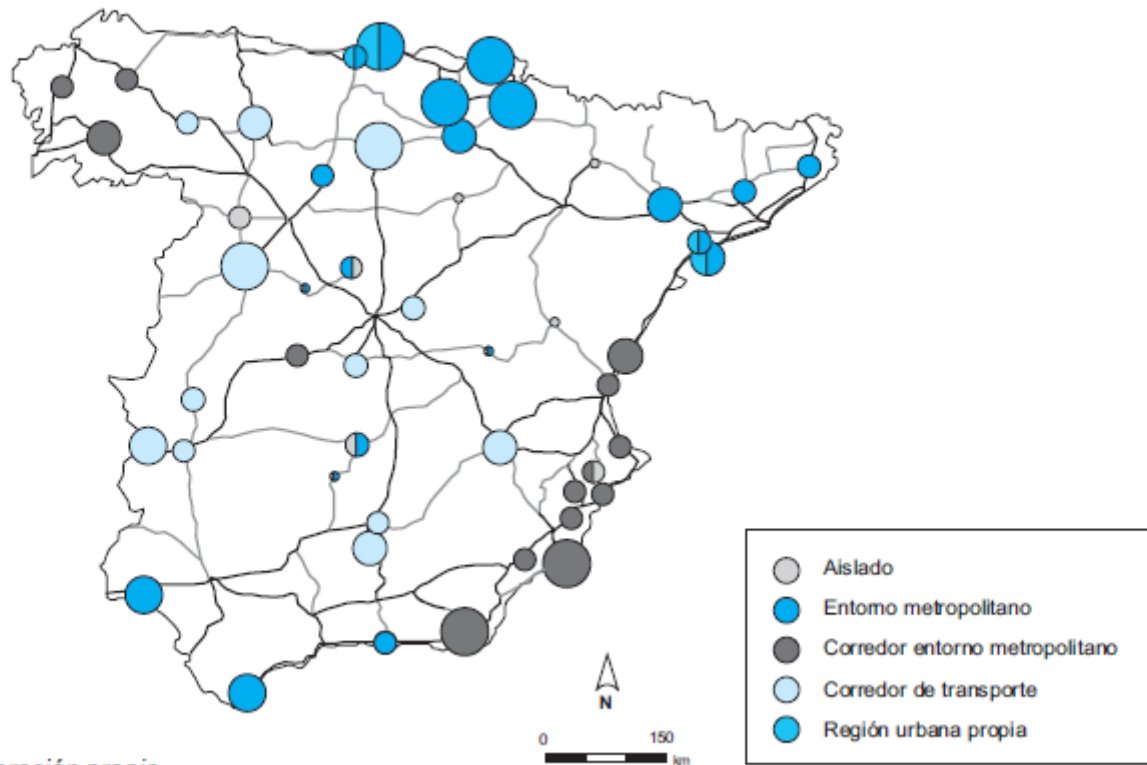 Aislado
Entorno metropolitano
Corredor entorno metropolitano
Corredor de transporte
Región urbana propia
N
0 150
km